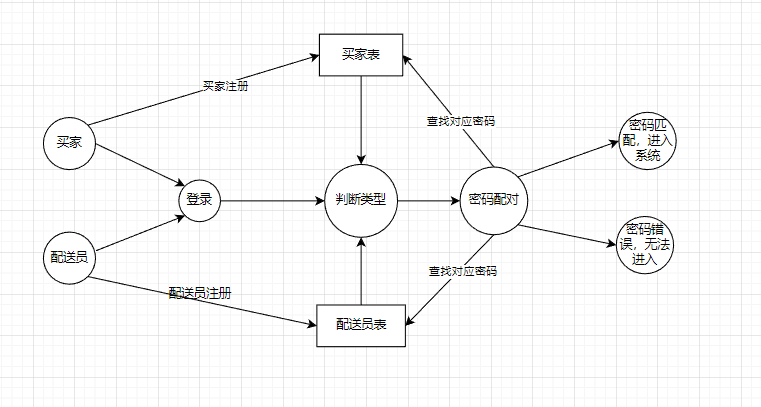 买家表
买家注册
查找对应密码
密码匹
配，进入
系统
买家
登录
判断类型
密码配对
密码错
误，无法
进入
配送员
查找对应密码
配送员注册
配送员表